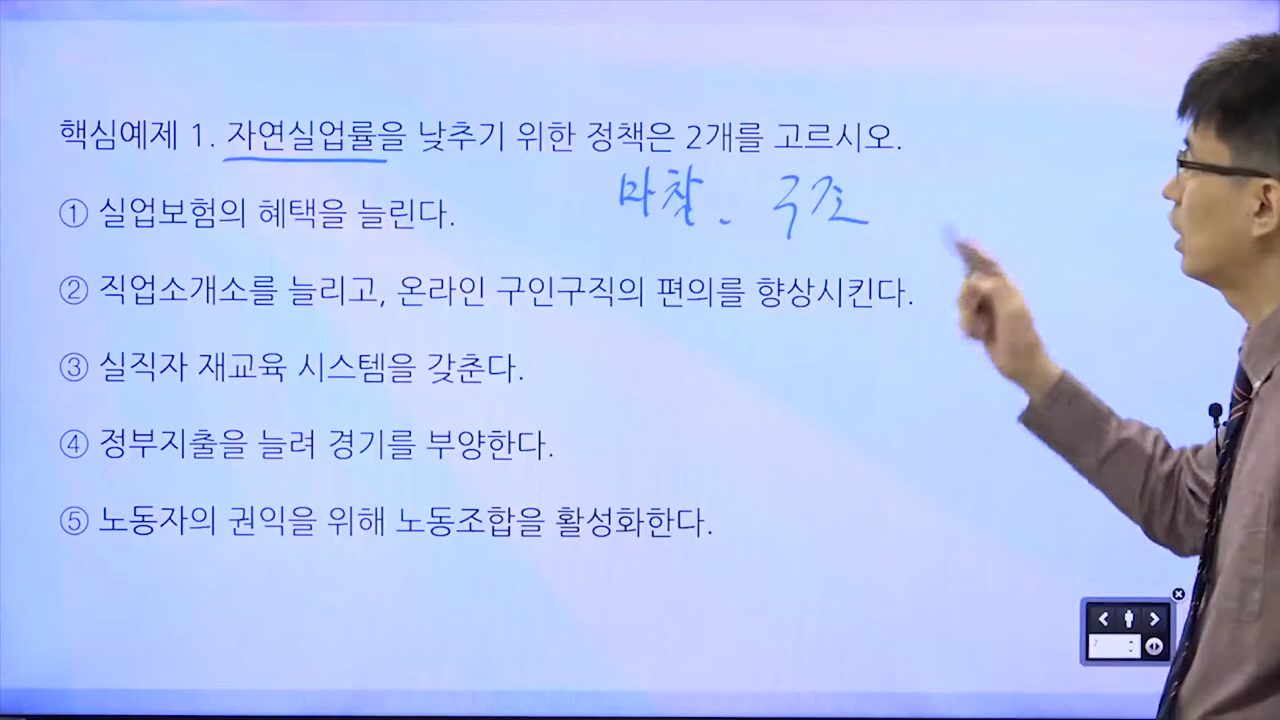 핵심예제 1. 자연실업률을 낮추기 위한 정책은 2개를 고르시오.
마찰. 구조
① 실업보험의 혜택을 늘린다.
② 직업소개소를 늘리고, 온라인 구인구직의 편의를 향상시킨다.
③ 실직자 재교육 시스템을 갖춘다.
④ 정부지출을 늘려 경기를 부양한다.
⑤ 노동자의 권익을 위해 노동조합을 활성화한다.
7